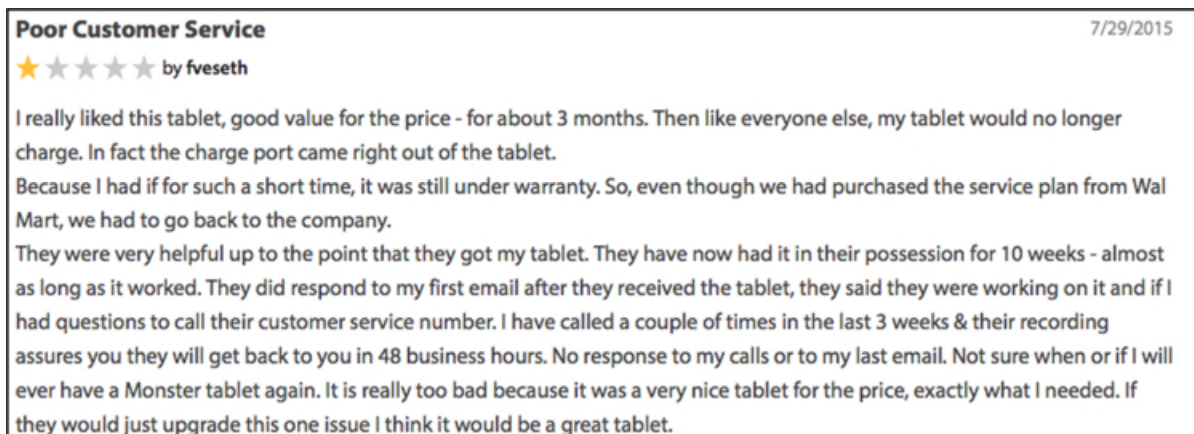 Poor Customer Service
7/29/2015
by fveseth
I really liked this tablet, good value for the price - for about 3 months. Then like everyone else, my tablet would no longer
charge. In fact the charge port came right out of the tablet.
Because I had if for such a short time, it was still under warranty. So, even though we had purchased the service plan from Wal
Mart, we had to go back to the company.
They were very helpful up to the point that they got my tablet. They have now had it in their possession for 10 weeks - almost
as long as it worked. They did respond to my first email after they received the tablet, they said they were working on it and if I
had questions to call their customer service number. I have called a couple of times in the last 3 weeks & their recording
assures you they will get back to you in 48 business hours. No response to my calls or to my last email. Not sure when or if I will
ever have a Monster tablet again. It is really too bad because it was a very nice tablet for the price, exactly what I needed. If
they would just upgrade this one issue I think it would be a great tablet.